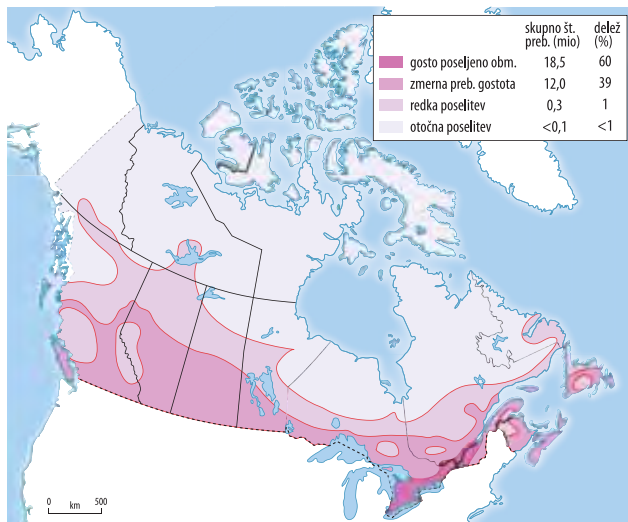 skupno št. delež
preb. (mio) (%)
gosto poseljeno obm. 18,5 60
zmerna preb. gostota 12,0 39
redka poselitev 0,3 1
otočna poselitev <0,1 <1
0 500
km